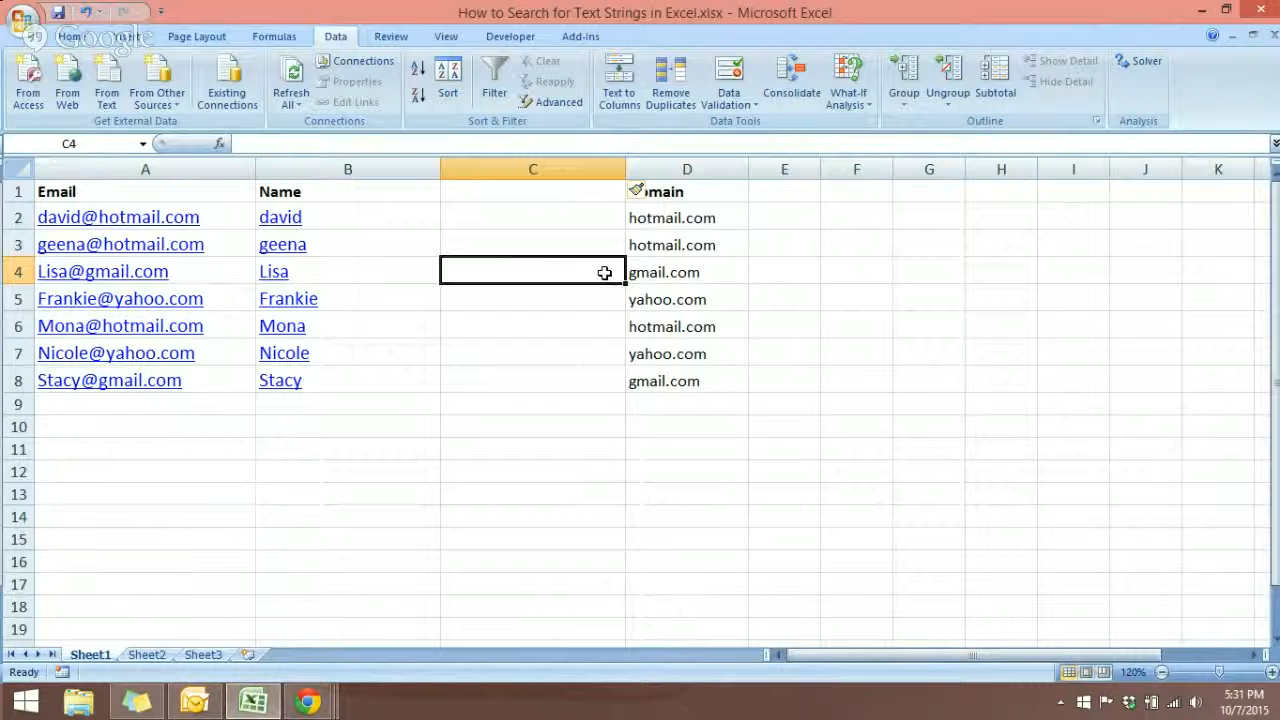 How to Search for Text Strings in Excel.xlsx - Microsoft Excel
Google
Home Insert Page Layout Formulas Data Review View Developer Add-Ins
From Access
From Web
From Text
From Other Sources
Existing Connections
Get External Data
Refresh All
Connections
Properties
Edit Links
Connections
Sort
Filter
Clear
Reapply
Advanced
Sort & Filter
Text to Columns
Remove Duplicates
Data Validation
Consolidate
What-If Analysis
Data Tools
Group
Ungroup
Subtotal
Show Detail
Hide Detail
Outline
Solver
Analysis
C4 fx
A B C D E F G H I J K
1 Email Name main
2 david@hotmail.com david hotmail.com
3 geena@hotmail.com geena hotmail.com
4 Lisa@gmail.com Lisa gmail.com
5 Frankie@yahoo.com Frankie yahoo.com
6 Mona@hotmail.com Mona hotmail.com
7 Nicole@yahoo.com Nicole yahoo.com
8 Stacy@gmail.com Stacy gmail.com
9
10
11
12
13
14
15
16
17
18
19
Sheet1 Sheet2 Sheet3
Ready 120%
5:31 PM
10/7/2015